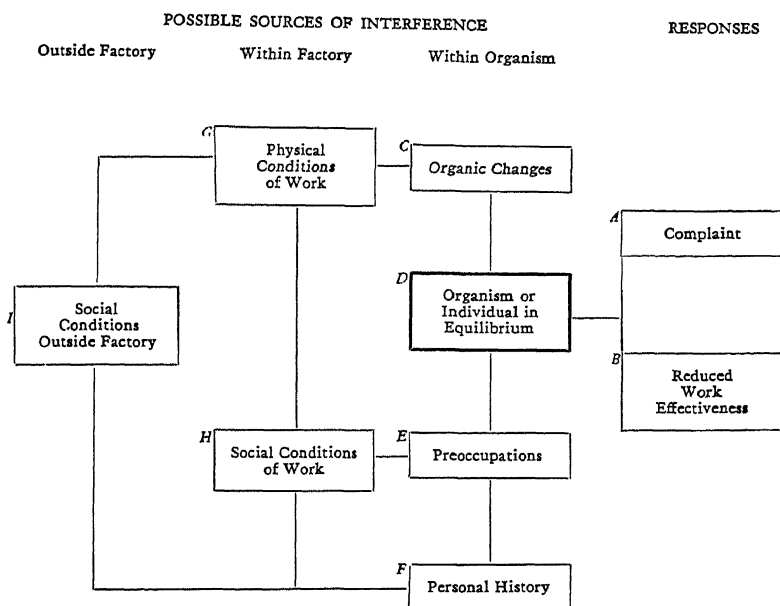 POSSIBLE SOURCES OF INTERFERENCE
RESPONSES
Outside Factory
Within Factory
Within Organism
G
Physical
Conditions
of Work
C
Organic Changes
A
Complaint
D
Organism or
Individual in
Equilibrium
I
Social
Conditions
Outside Factory
B
Reduced
Work
Effectiveness
H
Social Conditions
of Work
E
Preoccupations
F
Personal History